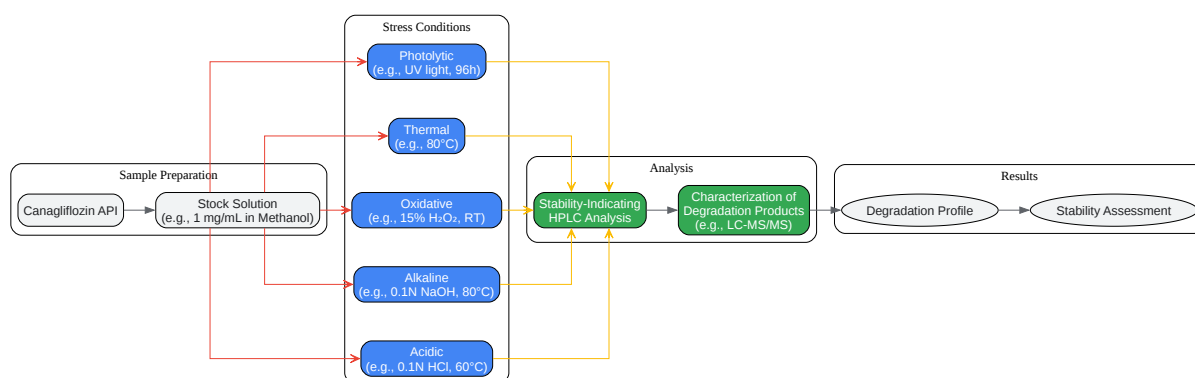 Sample Preparation
Canagliflozin API
Stock Solution
(e.g., 1 mg/mL in Methanol)
Stress Conditions
Photolytic
(e.g., UV light, 96h)
Thermal
(e.g., 80°C)
Oxidative
(e.g., 15% H₂O₂, RT)
Alkaline
(e.g., 0.1N NaOH, 80°C)
Acidic
(e.g., 0.1N HCl, 60°C)
Analysis
Stability-Indicating
HPLC Analysis
Characterization of
Degradation Products
(e.g., LC-MS/MS)
Results
Degradation Profile
Stability Assessment